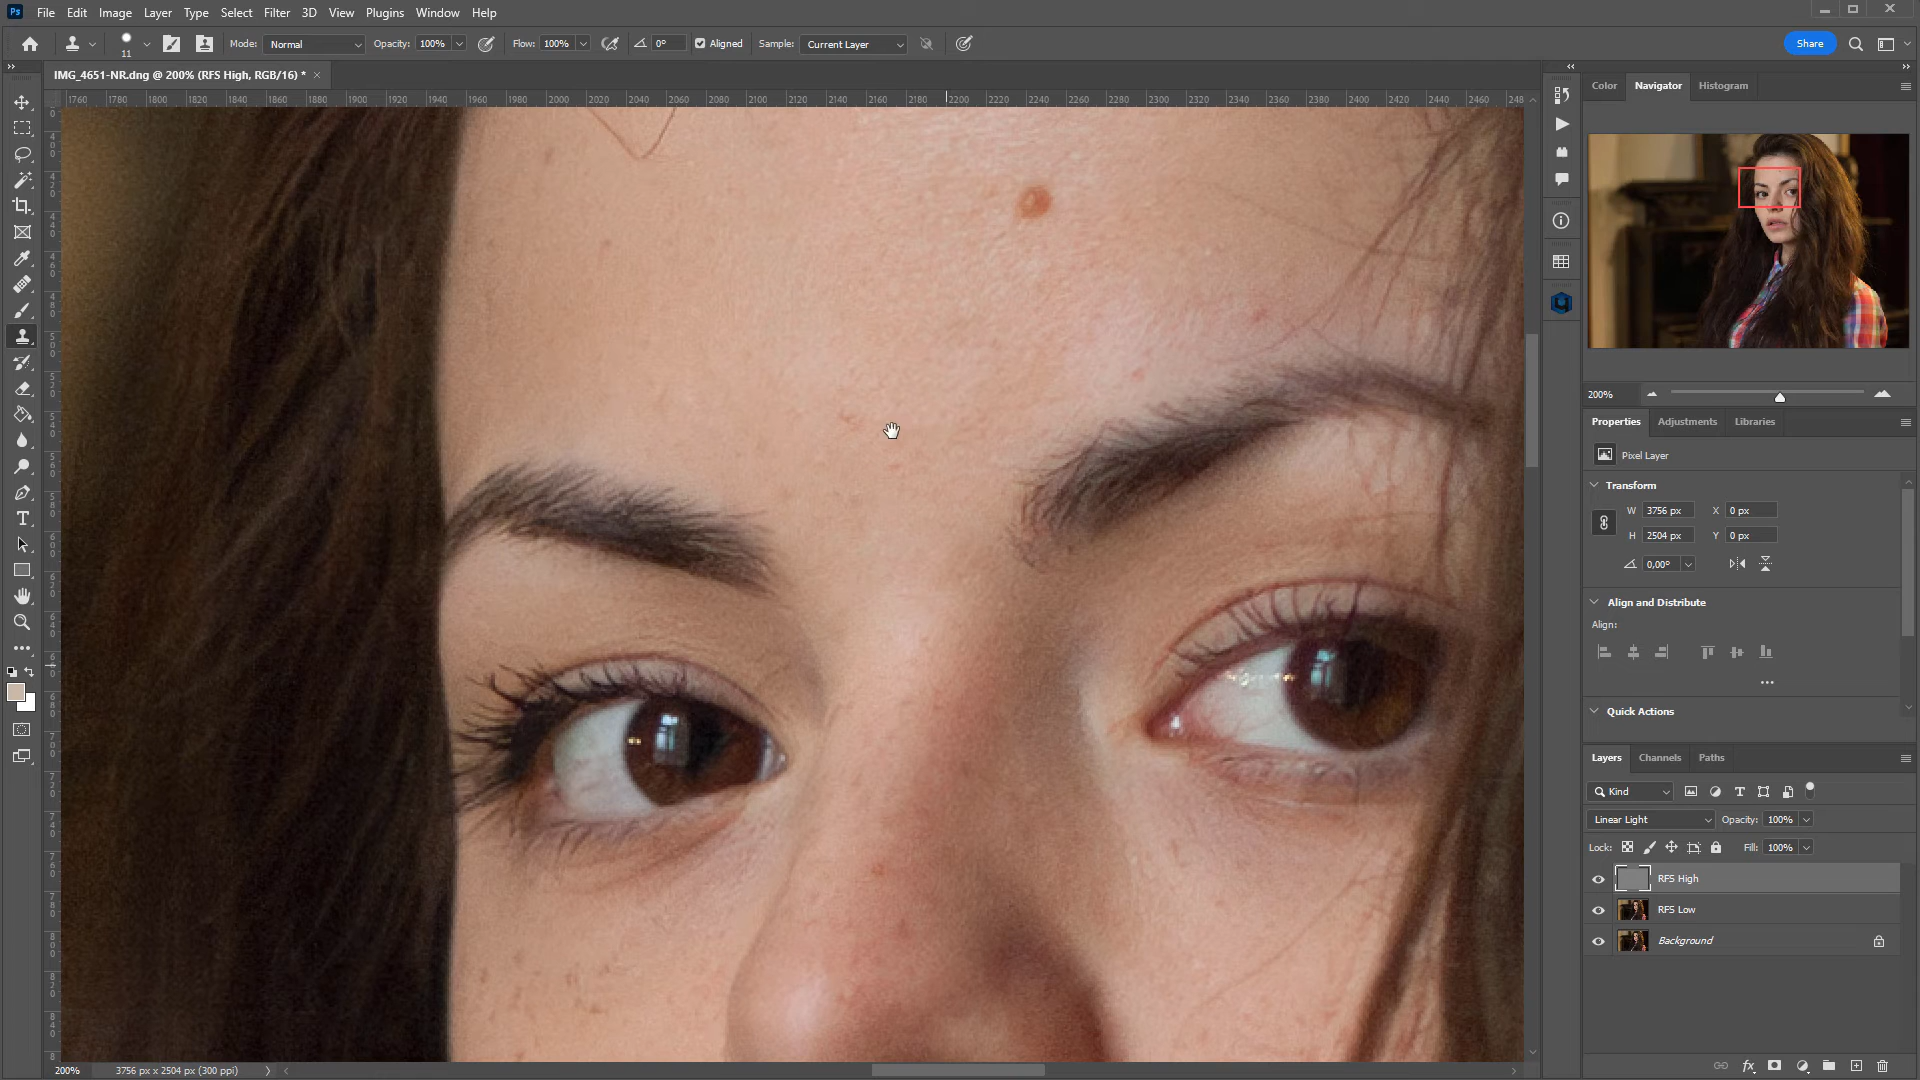 Ps File Edit Image Layer Type Select Filter 3D View Plugins Window Help
11 Mode: Normal Opacity: 100% Flow: 100% 0° Aligned Sample: Current Layer Share
IMG_4651-NR.dng @ 200% (RFS High, RGB/16) * ×
Color Navigator Histogram
1760 1780 1800 1820 1840 1860 1880 1900 1920 1940 1960 1980 2000 2020 2040 2060 2080 2100 2120 2140 2160 2180 2200 2220 2240 2260 2280 2300 2320 2340 2360 2380 2400 2420 2440 2460 248
200%
Properties Adjustments Libraries
Pixel Layer
Transform
W 3756 px X 0 px
H 2504 px Y 0 px
0,00°
Align and Distribute
Align:
Quick Actions
Layers Channels Paths
Kind
Linear Light Opacity: 100%
Lock: Fill: 100%
RFS High
RFS Low
Background
200% 3756 px x 2504 px (300 ppi)
fx